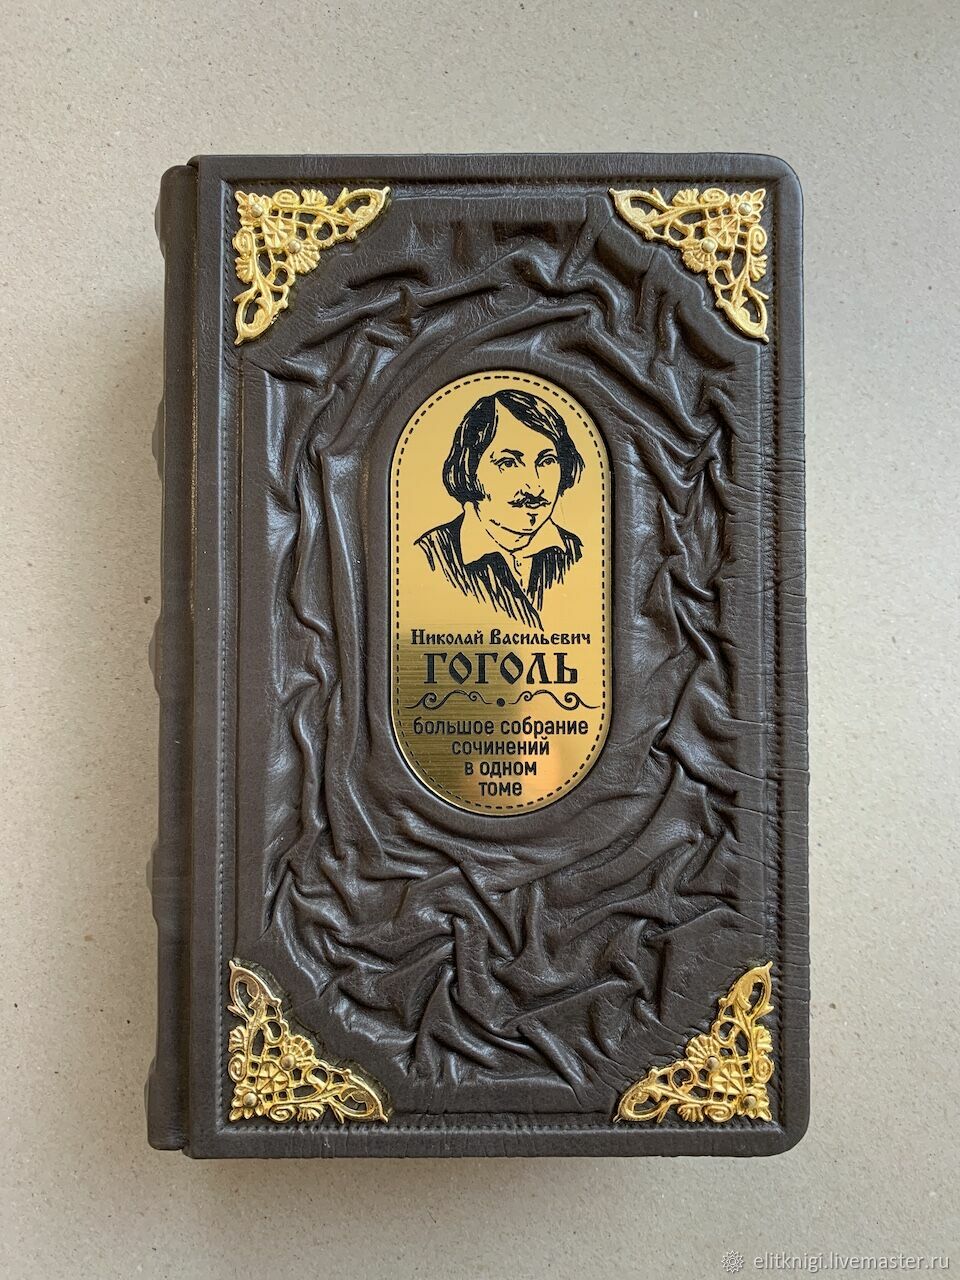 Николай Васильевич
ГОГОЛЬ
большое собрание
сочинений
в одном
томе
elitknigi.livemaster.ru